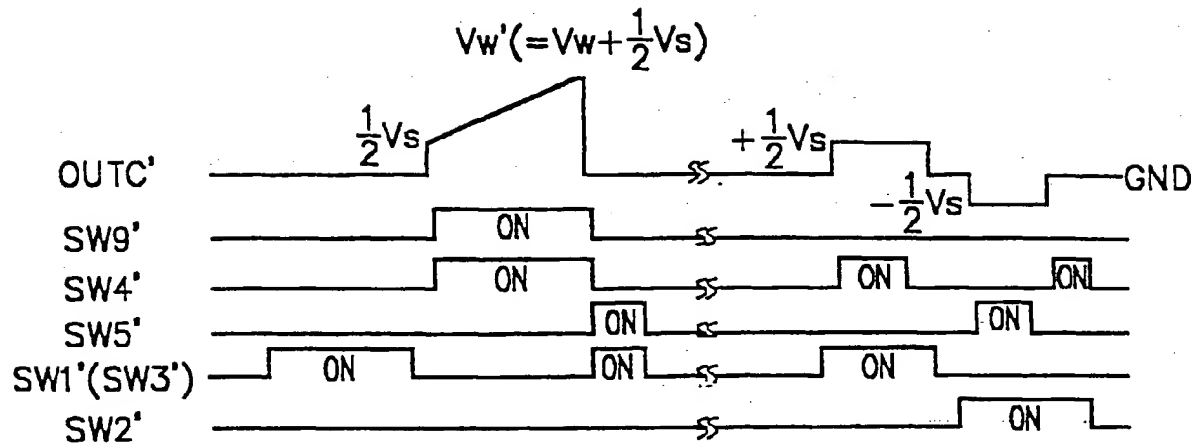 Vw'(=Vw+1/2Vs)
1/2Vs
+1/2Vs
OUTC'
GND
-1/2Vs
SW9' ON
SW4' ON ON ON
SW5' ON ON
SW1'(SW3') ON ON ON
SW2' ON